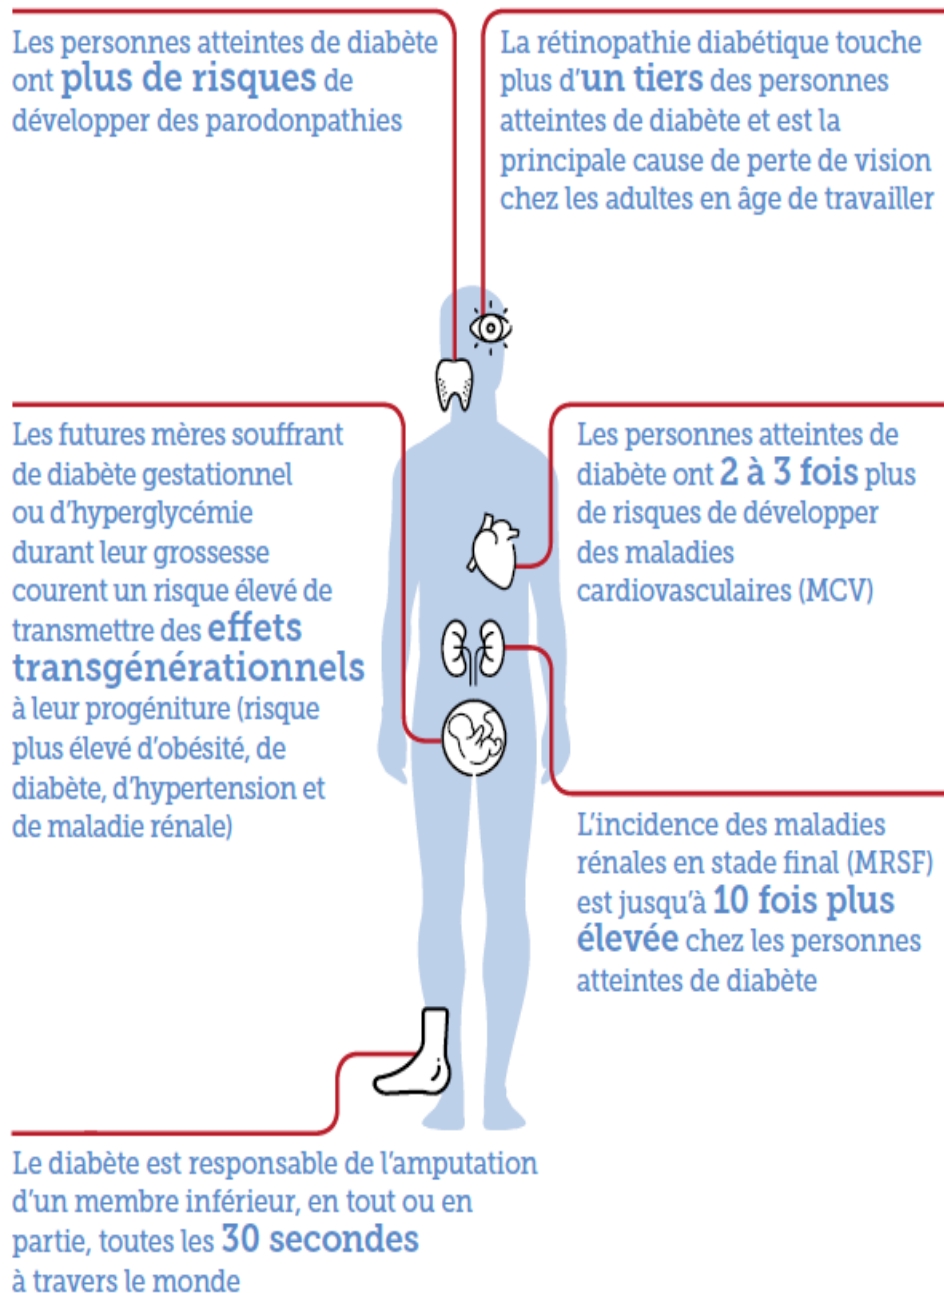 Les personnes atteintes de diabète
ont plus de risques de
développer des parodonpathies
La rétinopathie diabétique touche
plus d'un tiers des personnes
atteintes de diabète et est la
principale cause de perte de vision
chez les adultes en âge de travailler
Les futures mères souffrant
de diabète gestationnel
ou d'hyperglycémie
durant leur grossesse
courent un risque élevé de
transmettre des effets
transgénérationnels
à leur progéniture (risque
plus élevé d'obésité, de
diabète, d'hypertension et
de maladie rénale)
Les personnes atteintes de
diabète ont 2 à 3 fois plus
de risques de développer
des maladies
cardiovasculaires (MCV)
L'incidence des maladies
rénales en stade final (MRSF)
est jusqu'à 10 fois plus
élevée chez les personnes
atteintes de diabète
Le diabète est responsable de l'amputation
d'un membre inférieur, en tout ou en
partie, toutes les 30 secondes
à travers le monde